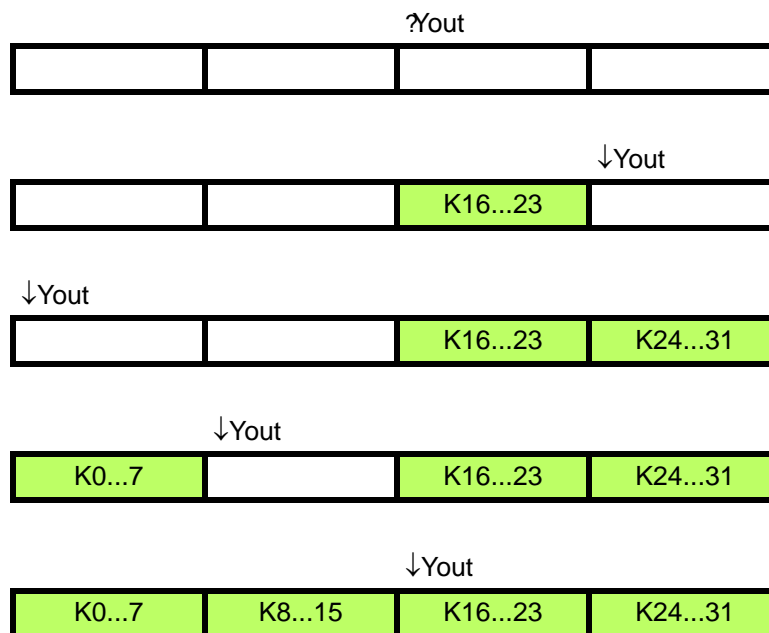 ?Yout
↓Yout
K16...23
↓Yout
K16...23 K24...31
↓Yout
K0...7 K16...23 K24...31
↓Yout
K0...7 K8...15 K16...23 K24...31